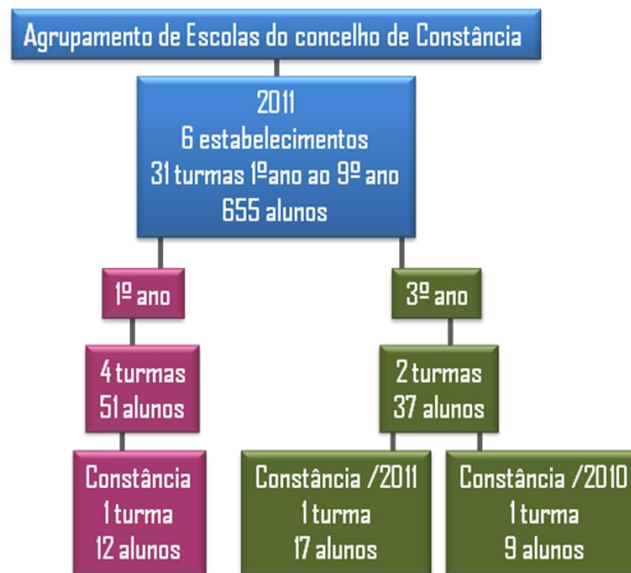 Agrupamento de Escolas do concelho de Constância
2011
6 estabelecimentos
31 turmas 1ºano ao 9º ano
655 alunos
1º ano
3º ano
4 turmas
51 alunos
2 turmas
37 alunos
Constância
1 turma
12 alunos
Constância /2011
1 turma
17 alunos
Constância /2010
1 turma
9 alunos